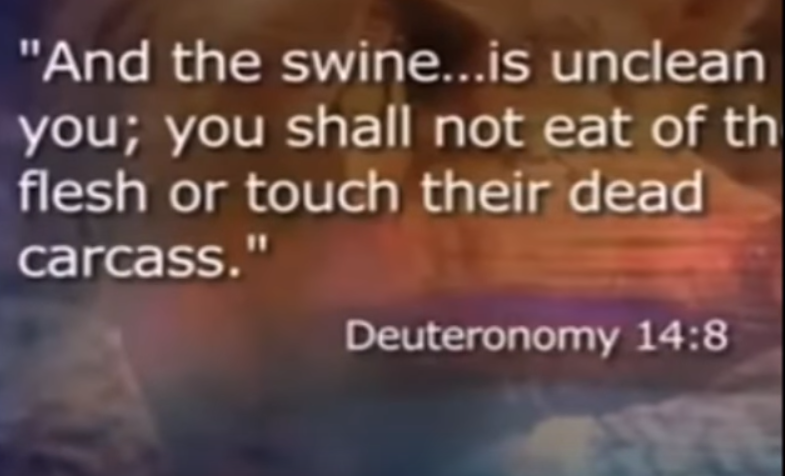 "And the swine...is unclean
you; you shall not eat of th
flesh or touch their dead
carcass."
Deuteronomy 14:8